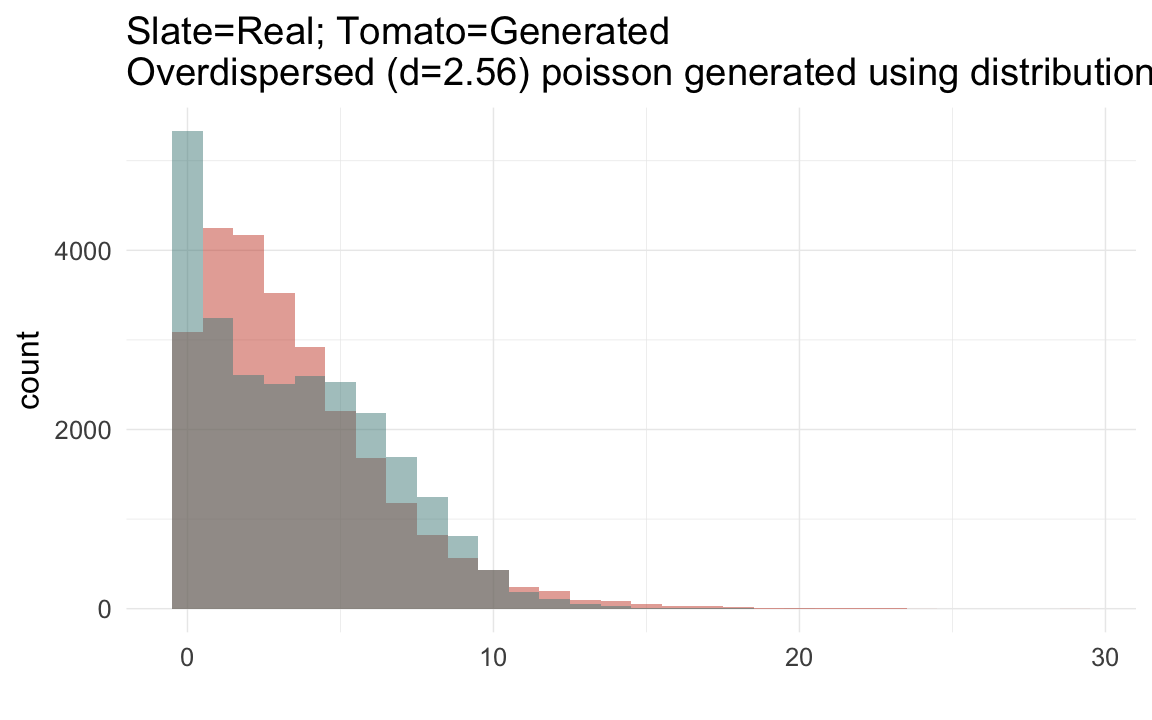 Slate=Real; Tomato=Generated
Overdispersed (d=2.56) poisson generated using distribution
count
4000
2000
0
0
10
20
30